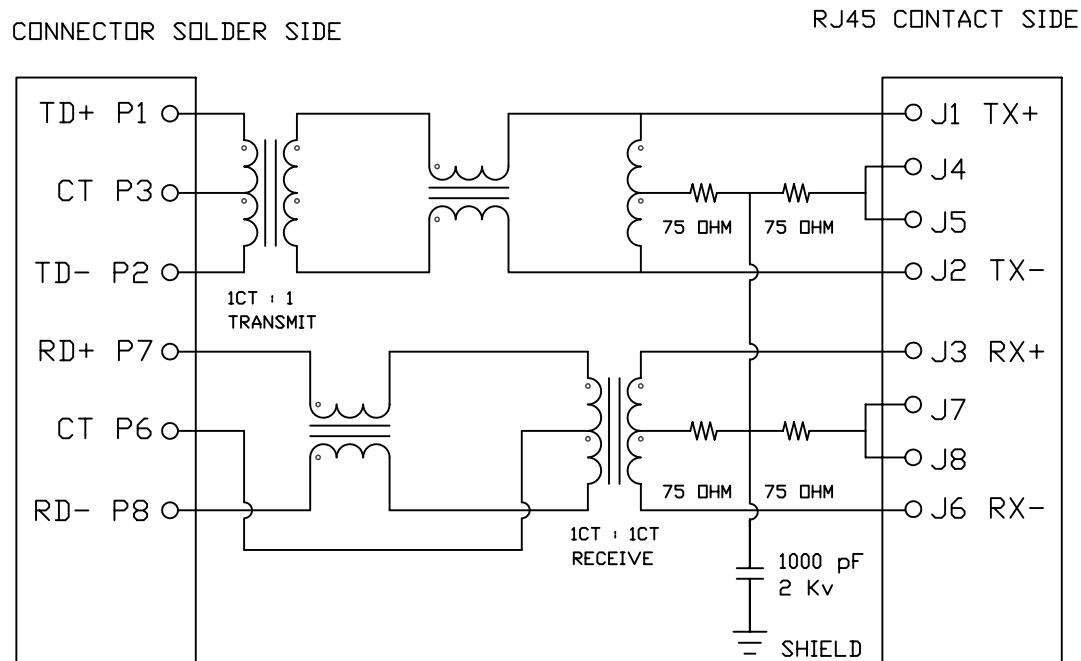 CONNECTOR SOLDER SIDE
RJ45 CONTACT SIDE
TD+ P1
J1 TX+
J4
CT P3
75 OHM
75 OHM
J5
TD- P2
J2 TX-
1CT : 1
TRANSMIT
RD+ P7
J3 RX+
J7
CT P6
J8
75 OHM
75 OHM
RD- P8
J6 RX-
1CT : 1CT
RECEIVE
1000 pF
2 Kv
SHIELD